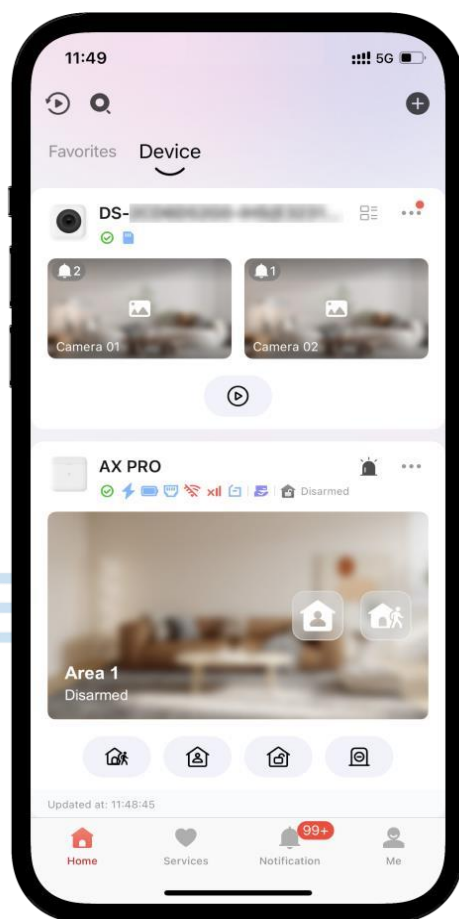 11:49 5G
Favorites Device
DS-
2 1
Camera 01 Camera 02
AX PRO
Disarmed
Area 1
Disarmed
Updated at: 11:48:45
99+
Home Services Notification Me